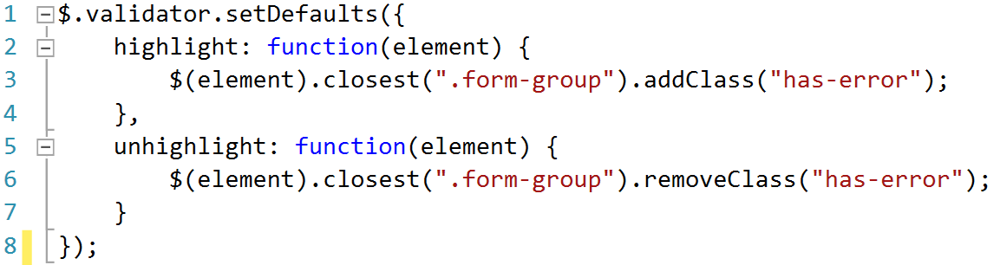 1 $.validator.setDefaults({
2 highlight: function(element) {
3 $(element).closest(".form-group").addClass("has-error");
4 },
5 unhighlight: function(element) {
6 $(element).closest(".form-group").removeClass("has-error");
7 }
8 });